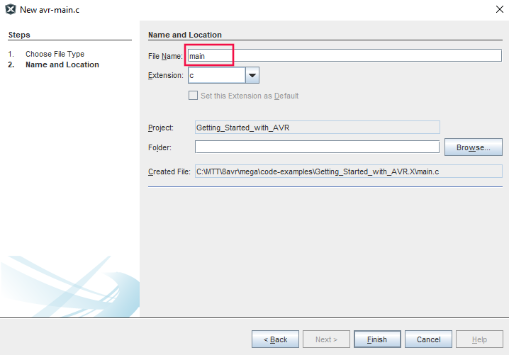 New avr-main.c
Steps
1. Choose File Type
2. Name and Location
Name and Location
File Name: main
Extension: c
Set this Extension as Default
Project: Getting_Started_with_AVR
Folder:
Browse...
Created File: C:\MTT\8avr\mega\code-examples\Getting_Started_with_AVR.X\main.c
< Back
Next >
Finish
Cancel
Help